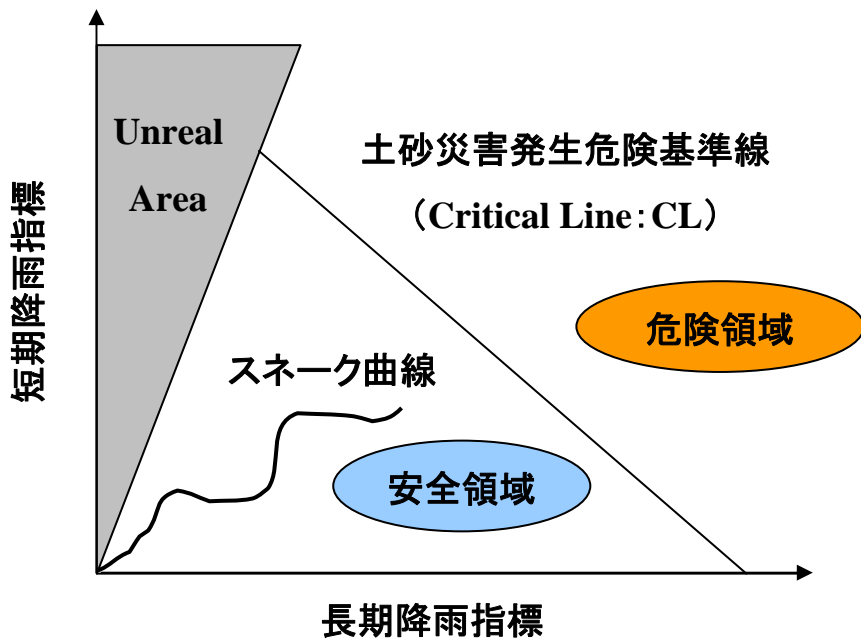 Unreal
Area
土砂災害発生危険基準線
（Critical Line：CL）
短期降雨指標
危険領域
スネーク曲線
安全領域
長期降雨指標